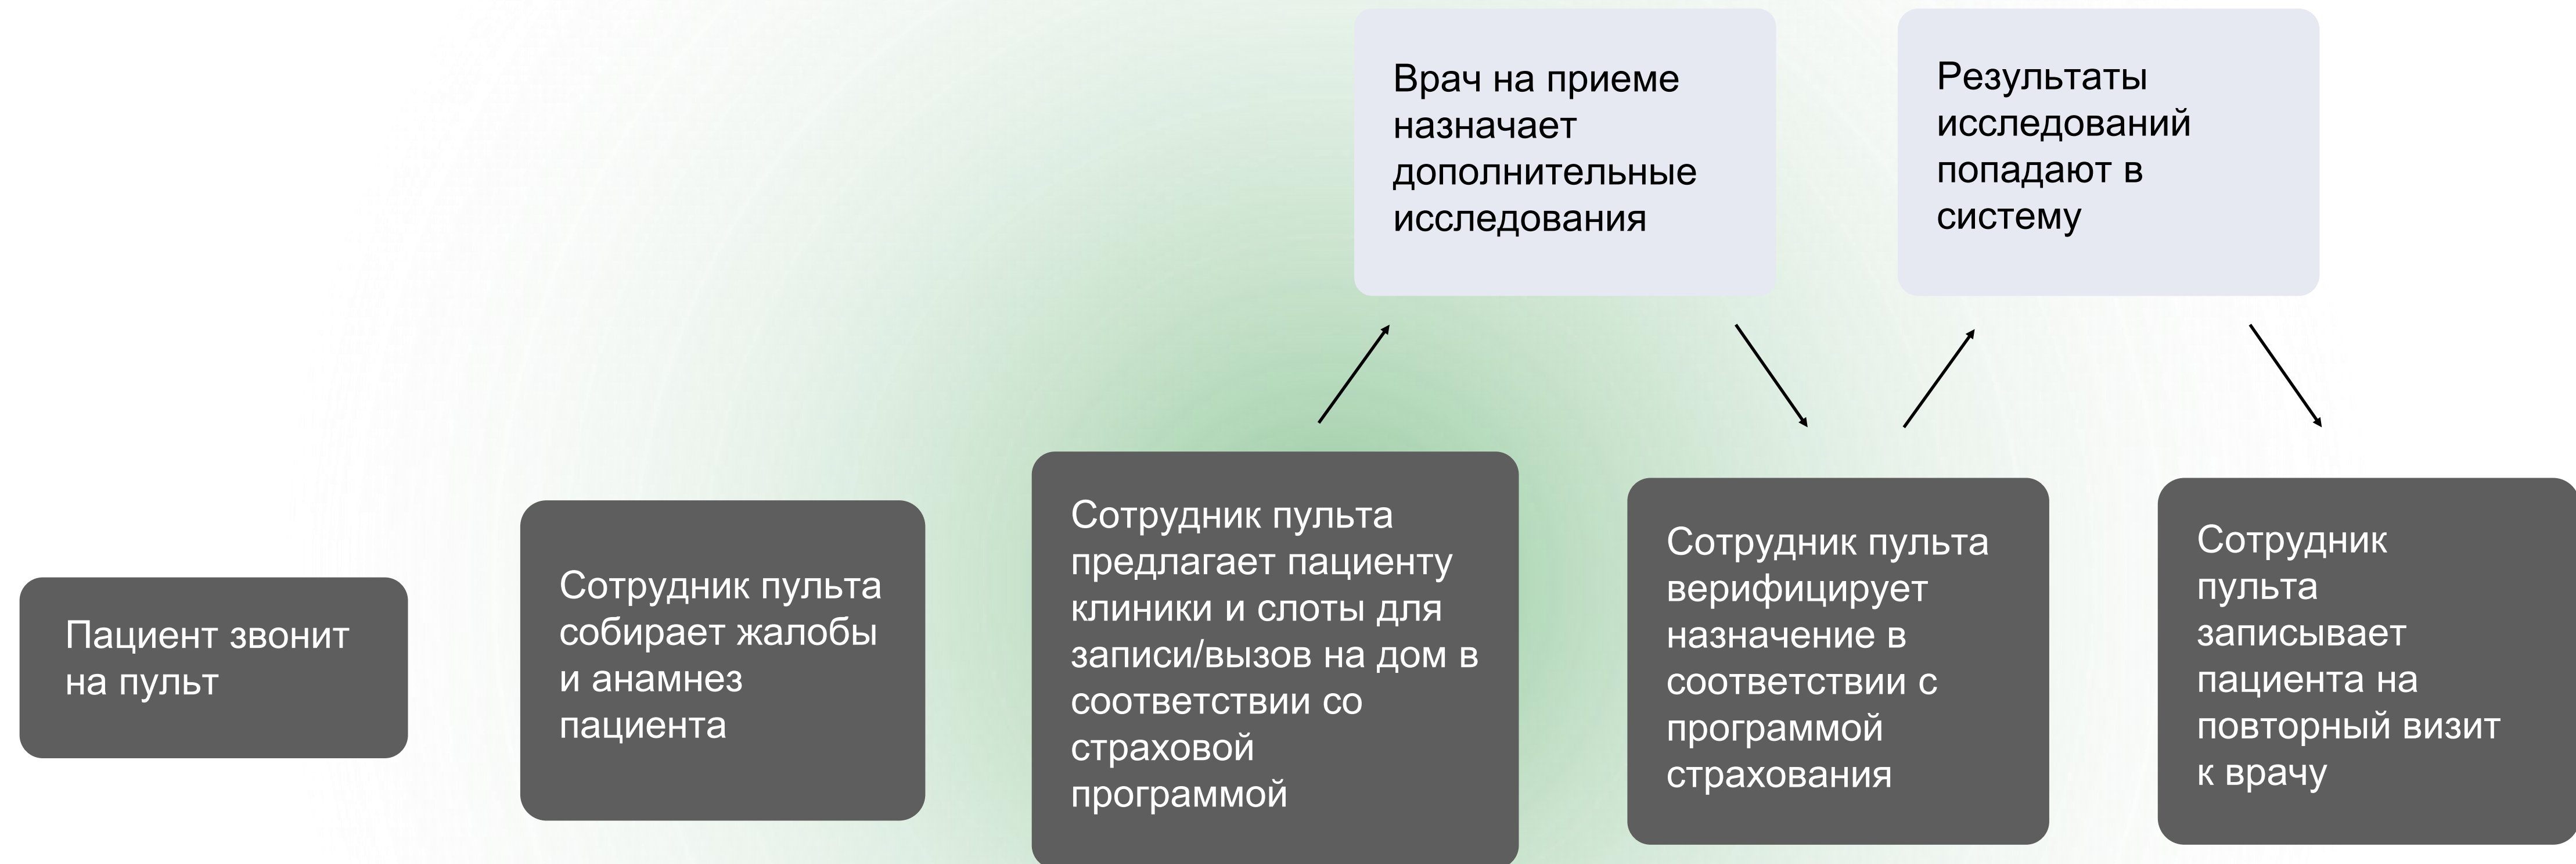 Пациент звонит
на пульт
Сотрудник пульта
собирает жалобы
и анамнез
пациента
Сотрудник пульта
предлагает пациенту
клиники и слоты для
записи/вызов на дом в
соответствии со
страховой
программой
Врач на приеме
назначает
дополнительные
исследования
Сотрудник пульта
верифицирует
назначение в
соответствии с
программой
страхования
Результаты
исследований
попадают в
систему
Сотрудник
пульта
записывает
пациента на
повторный визит
к врачу